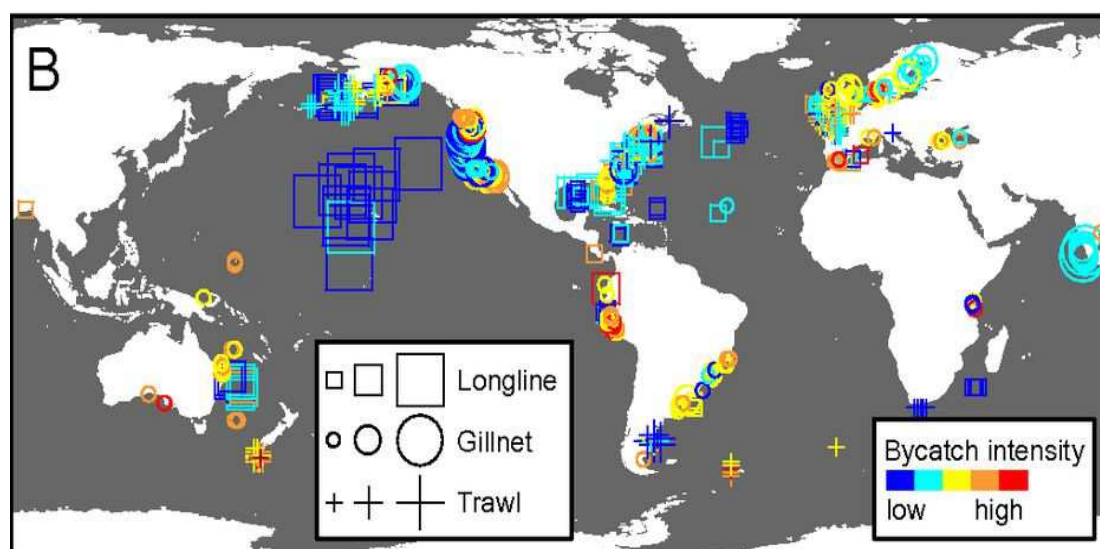 B
Longline
Gillnet
Trawl
Bycatch intensity
low high